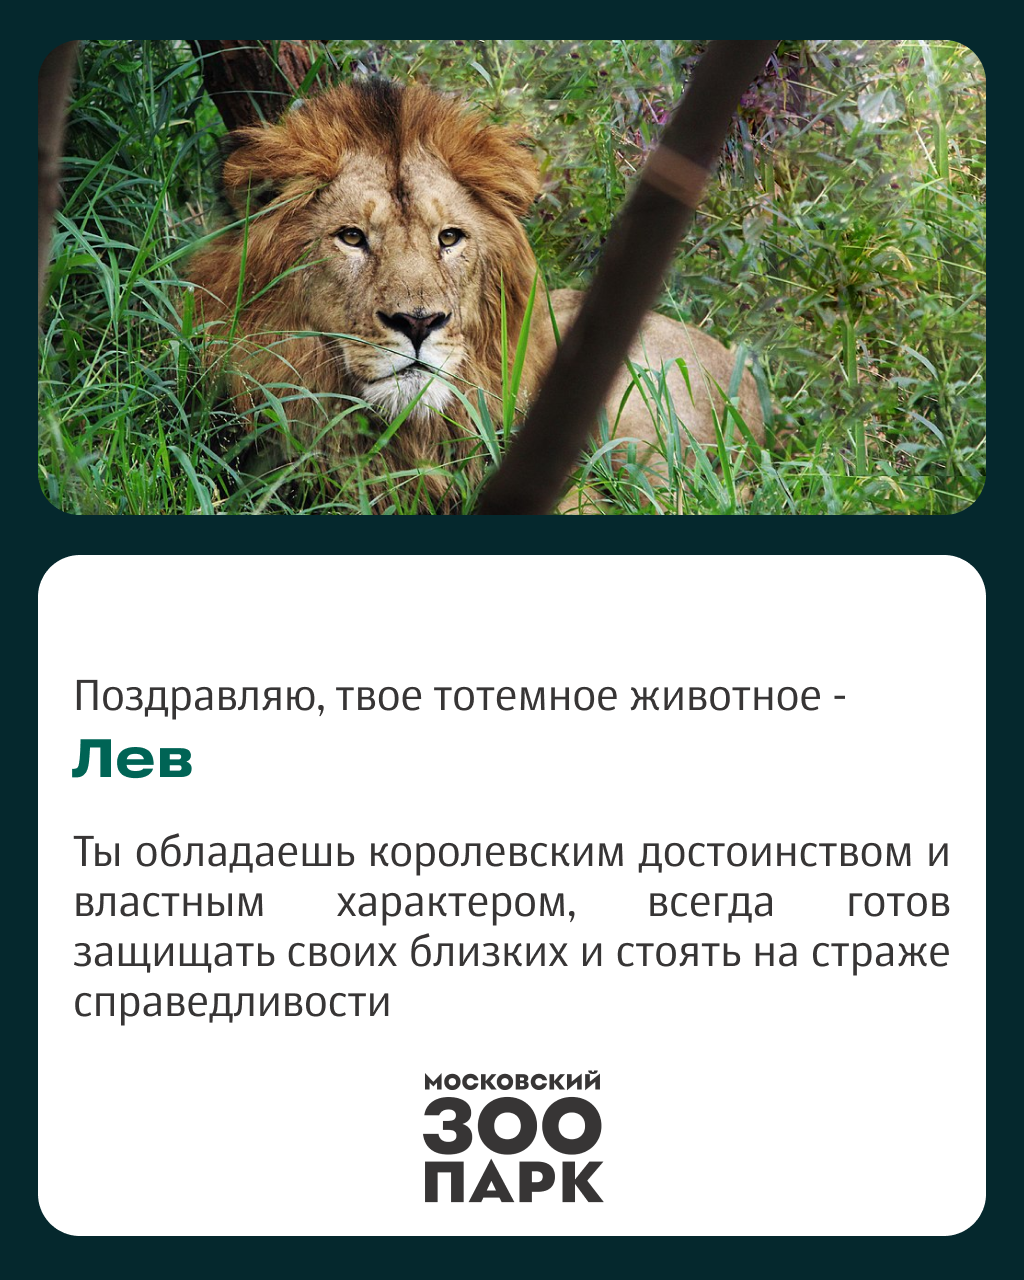 Поздравляю, твое тотемное животное -
Лев
Ты обладаешь королевским достоинством и
властным характером, всегда готов
защищать своих близких и стоять на страже
справедливости
МОСКОВСКИЙ
ЗОО
ПАРК